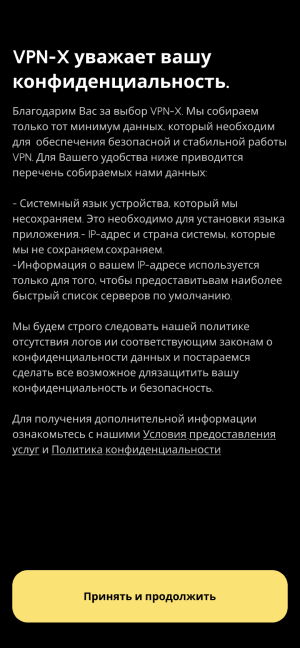 VPN-X уважает вашу
конфиденциальность.
Благодарим Вас за выбор VPN-X. Мы собираем
только тот минимум данных, который необходим
для обеспечения безопасной и стабильной работы
VPN. Для Вашего удобства ниже приводится
перечень собираемых нами данных:
- Системный язык устройства, который мы
несохраняем. Это необходимо для установки языка
приложения.- IP-адрес и страна системы, которые
мы не сохраняем.сохраняем.
-Информация о вашем IP-адресе используется
только для того, чтобы предоставитьвам наиболее
быстрый список серверов по умолчанию.
Мы будем строго следовать нашей политике
отсутствия логов ии соответствующим законам о
конфиденциальности данных и постараемся
сделать все возможное длязащитить вашу
конфиденциальность и безопасность.
Для получения дополнительной информации
ознакомьтесь с нашими Условия предоставления
услуг и Политика конфиденциальности
Принять и продолжить